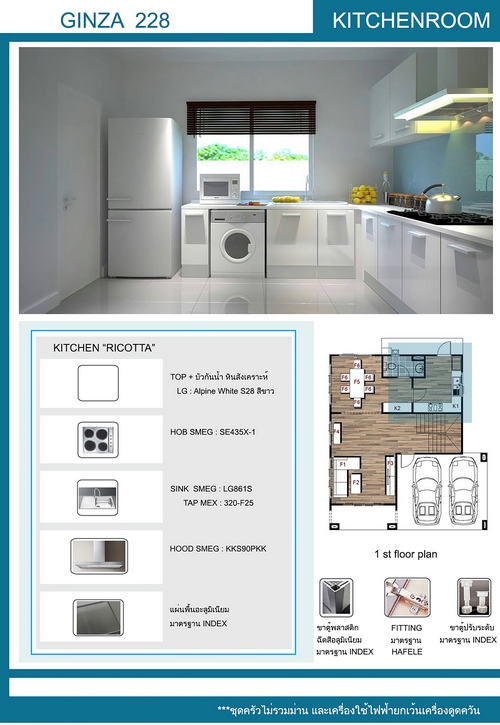 GINZA 228
KITCHENROOM
KITCHEN “RICOTTA”
TOP + บัวกันน้ำ หินสังเคราะห์
LG : Alpine White S28 สีขาว
HOB SMEG : SE435X-1
SINK SMEG : LG861S
TAP MEX : 320-F25
HOOD SMEG : KKS90PKK
แผ่นพื้นอะลูมิเนียม
มาตรฐาน INDEX
F6
F6 F6
F5
F6 F6
F6
K2
K1
F4
F1
F2
F3
1 st floor plan
ขาตู้พลาสติก
ฉีดสีอลูมิเนียม
มาตรฐาน INDEX
FITTING
มาตรฐาน
HAFELE
ขาตู้ปรับระดับ
มาตรฐาน INDEX
***ชุดครัวไม่รวมม่าน และเครื่องใช้ไฟฟ้ายกเว้นเครื่องดูดควัน